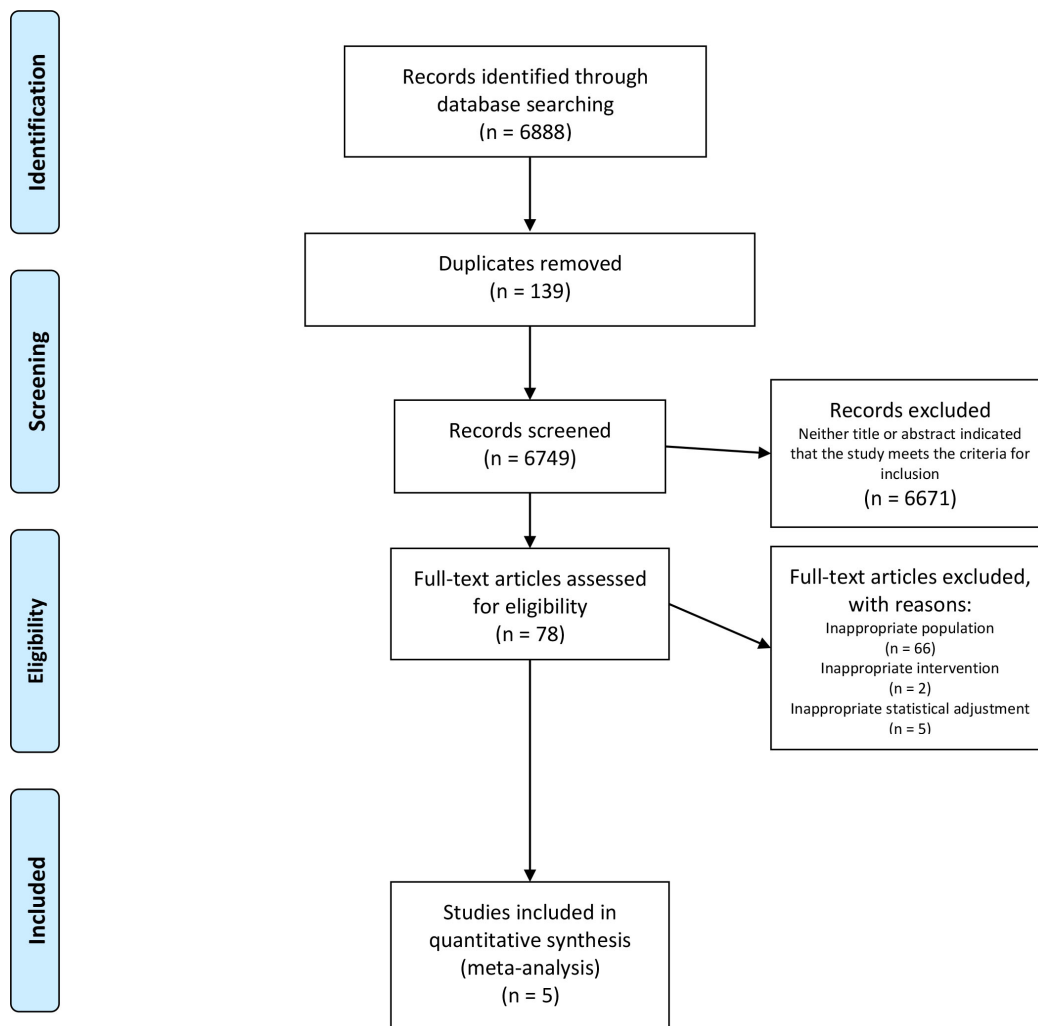 Identification
Records identified through
database searching
(n = 6888)
Duplicates removed
(n = 139)
Screening
Records screened
(n = 6749)
Records excluded
Neither title or abstract indicated
that the study meets the criteria for
inclusion
(n = 6671)
Eligibility
Full-text articles assessed
for eligibility
(n = 78)
Full-text articles excluded,
with reasons:
Inappropriate population
(n = 66)
Inappropriate intervention
(n = 2)
Inappropriate statistical adjustment
(n = 5)
Included
Studies included in
quantitative synthesis
(meta-analysis)
(n = 5)